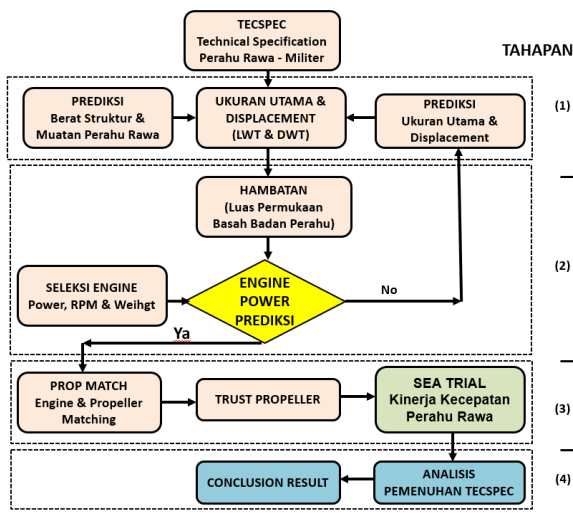 TECSPEC
Technical Specification
Perahu Rawa - Militer
TAHAPAN
PREDIKSI
Berat Struktur &
Muatan Perahu Rawa
UKURAN UTAMA &
DISPLACEMENT
(LWT & DWT)
PREDIKSI
Ukuran Utama &
Displacement
(1)
HAMBATAN
(Luas Permukaan
Basah Badan Perahu)
SELEKSI ENGINE
Power, RPM & Weihgt
ENGINE
POWER
PREDIKSI
No
(2)
Ya
PROP MATCH
Engine & Propeller
Matching
TRUST PROPELLER
SEA TRIAL
Kinerja Kecepatan
Perahu Rawa
(3)
CONCLUSION RESULT
ANALISIS
PEMENUHAN TECSPEC
(4)